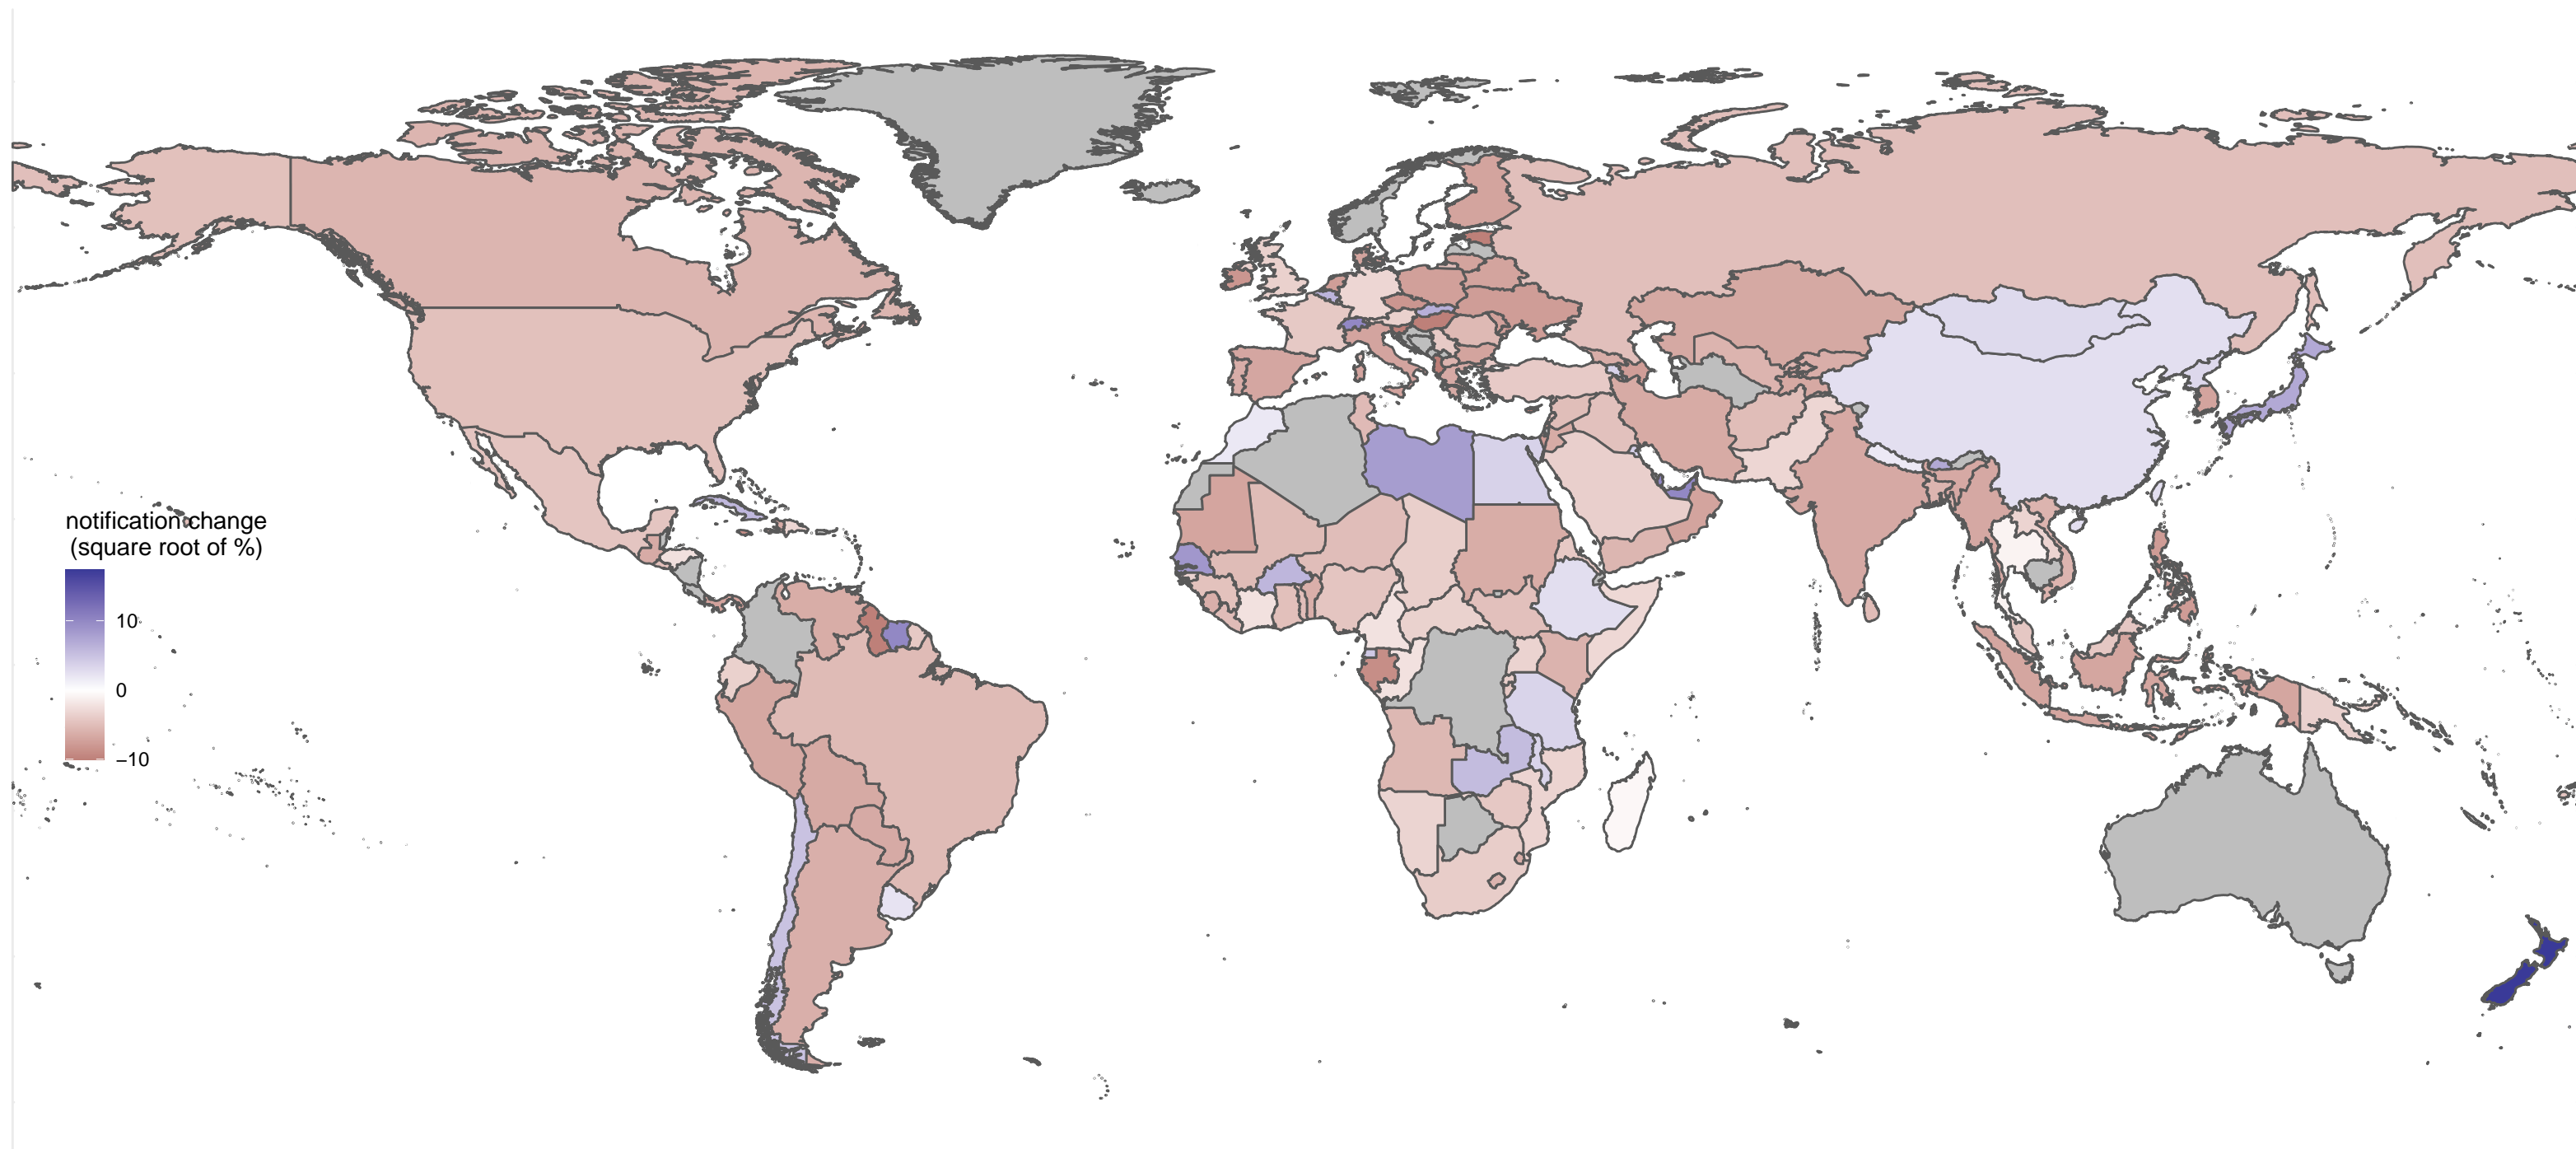 notification change
(square root of %)
10
0
−10